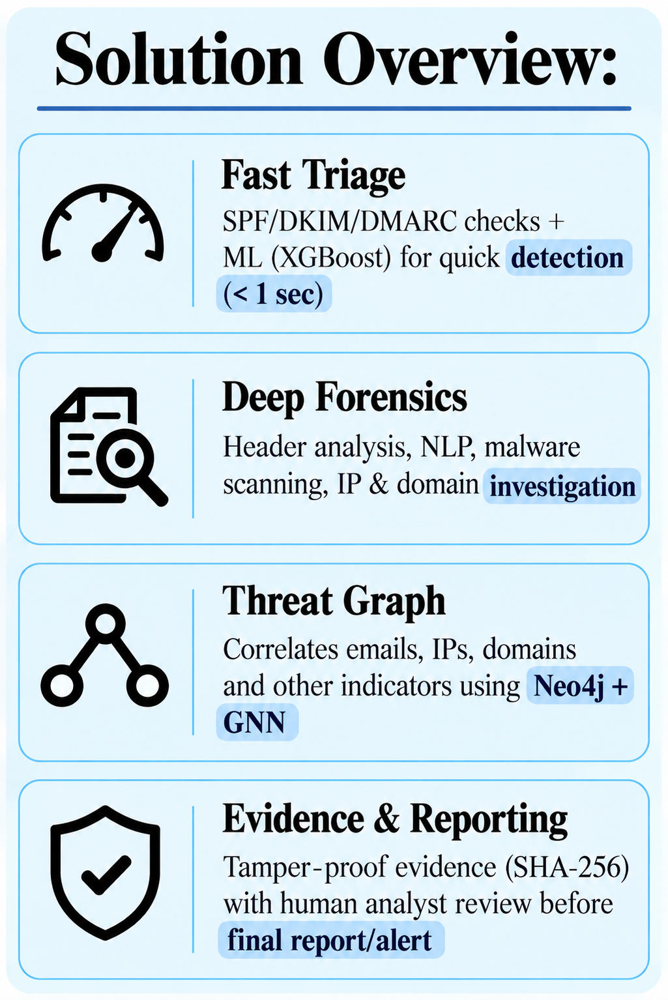 Solution Overview:
Fast Triage
SPF/DKIM/DMARC checks +
ML (XGBoost) for quick detection
(< 1 sec)
Deep Forensics
Header analysis, NLP, malware
scanning, IP & domain investigation
Threat Graph
Correlates emails, IPs, domains
and other indicators using Neo4j +
GNN
Evidence & Reporting
Tamper-proof evidence (SHA-256)
with human analyst review before
final report/alert